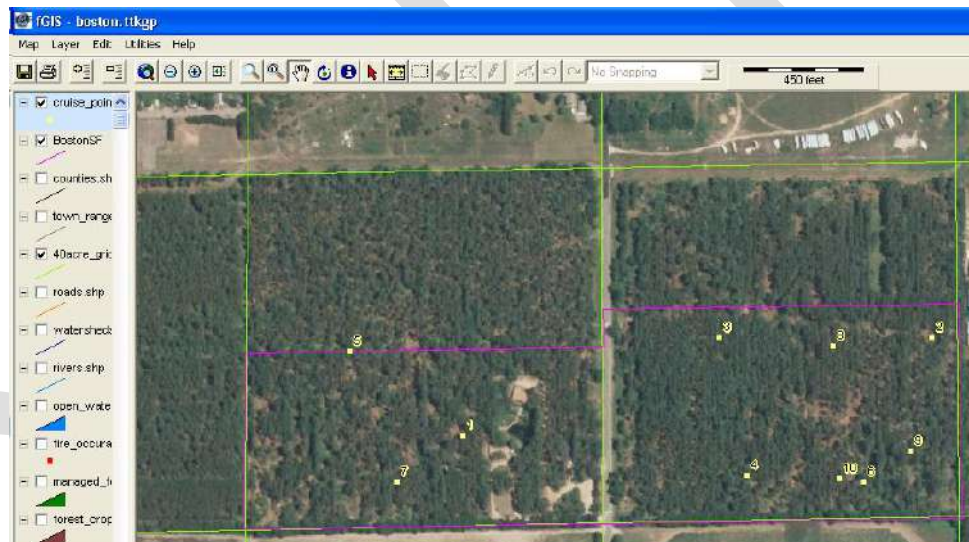 fGIS - boston.ttkgp
Map Layer Edit Utilities Help
No Snapping
450 feet
cruise_poin
BostonSF
counties.sh
town_range
40acre_gri
roads.shp
watershed
rivers.shp
open_wate
fire_occura
managed_f
forest_crop
5
3
8
2
1
7
4
10
6
9